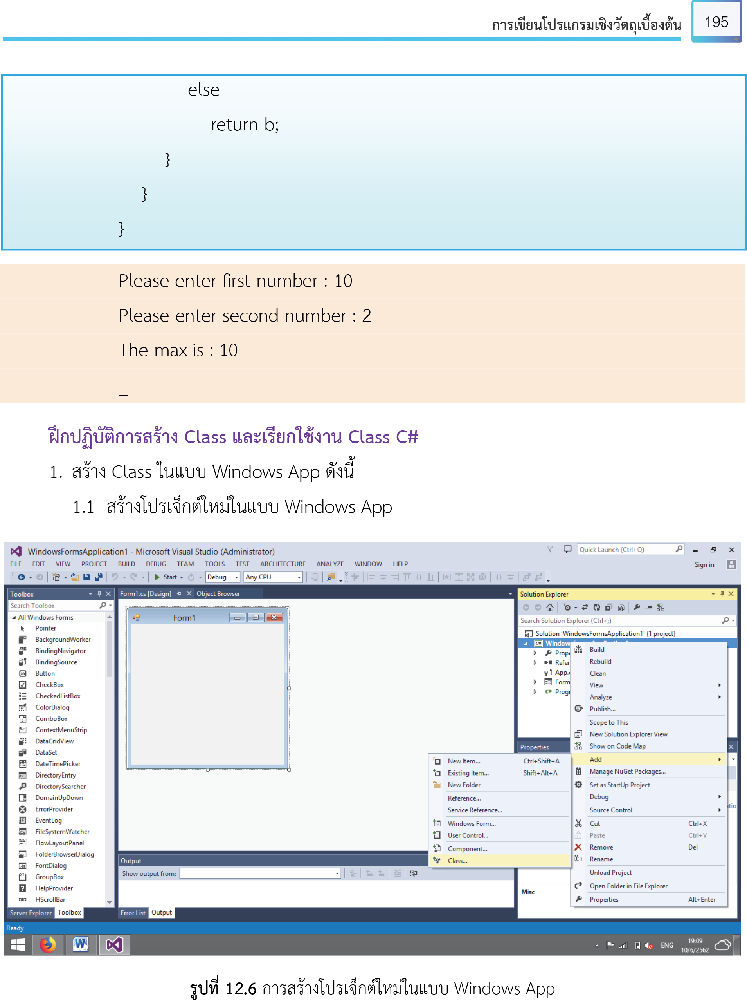 การเขียนโปรแกรมเชิงวัตถุเบื้องต้น 195
else
return b;
}
}
}
Please enter first number : 10
Please enter second number : 2
The max is : 10
_
ฝึกปฏิบัติการสร้าง Class และเรียกใช้งาน Class C#
1. สร้าง Class ในแบบ Windows App ดังนี้
1.1 สร้างโปรเจ็กต์ใหม่ในแบบ Windows App
WindowsFormsApplication1 - Microsoft Visual Studio (Administrator)
Quick Launch (Ctrl+Q)
FILE EDIT VIEW PROJECT BUILD DEBUG TEAM TOOLS TEST ARCHITECTURE ANALYZE WINDOW HELP
Sign in
Start Debug Any CPU
Toolbox
Search Toolbox
All Windows Forms
Pointer
BackgroundWorker
BindingNavigator
BindingSource
Button
CheckBox
CheckedListBox
ColorDialog
ComboBox
ContextMenuStrip
DataGridView
DataSet
DateTimePicker
DirectoryEntry
DirectorySearcher
DomainUpDown
ErrorProvider
EventLog
FileSystemWatcher
FlowLayoutPanel
FolderBrowserDialog
FontDialog
GroupBox
HelpProvider
HScrollBar
Server Explorer Toolbox
Form1.cs [Design] Object Browser
Form1
Output
Show output from:
Error List Output
Solution Explorer
Search Solution Explorer (Ctrl+;)
Solution 'WindowsFormsApplication1' (1 project)
Window
Prop
Refer
App.
Form
Progr
Properties
Misc
Build
Rebuild
Clean
View
Analyze
Publish...
Scope to This
New Solution Explorer View
Show on Code Map
Add
Manage NuGet Packages...
Set as StartUp Project
Debug
Source Control
Cut Ctrl+X
Paste Ctrl+V
Remove Del
Rename
Unload Project
Open Folder in File Explorer
Properties Alt+Enter
New Item... Ctrl+Shift+A
Existing Item... Shift+Alt+A
New Folder
Reference...
Service Reference...
Windows Form...
User Control...
Component...
Class...
Ready
ENG 19:09
10/6/2562
รูปที่ 12.6 การสร้างโปรเจ็กต์ใหม่ในแบบ Windows App